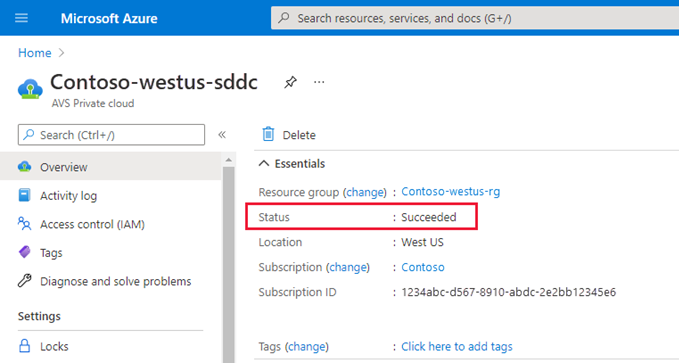 Microsoft Azure
Search resources, services, and docs (G+/)
Home
Contoso-westus-sddc
...
AVS Private cloud
Search (Ctrl+/)
«
Delete
Overview
Essentials
Activity log
Resource group (change) : Contoso-westus-rg
Access control (IAM)
Status : Succeeded
Tags
Location : West US
Diagnose and solve problems
Subscription (change) : Contoso
Subscription ID : 1234abc-d567-8910-abdc-2e2bb12345e6
Settings
Locks
Tags (change) : Click here to add tags